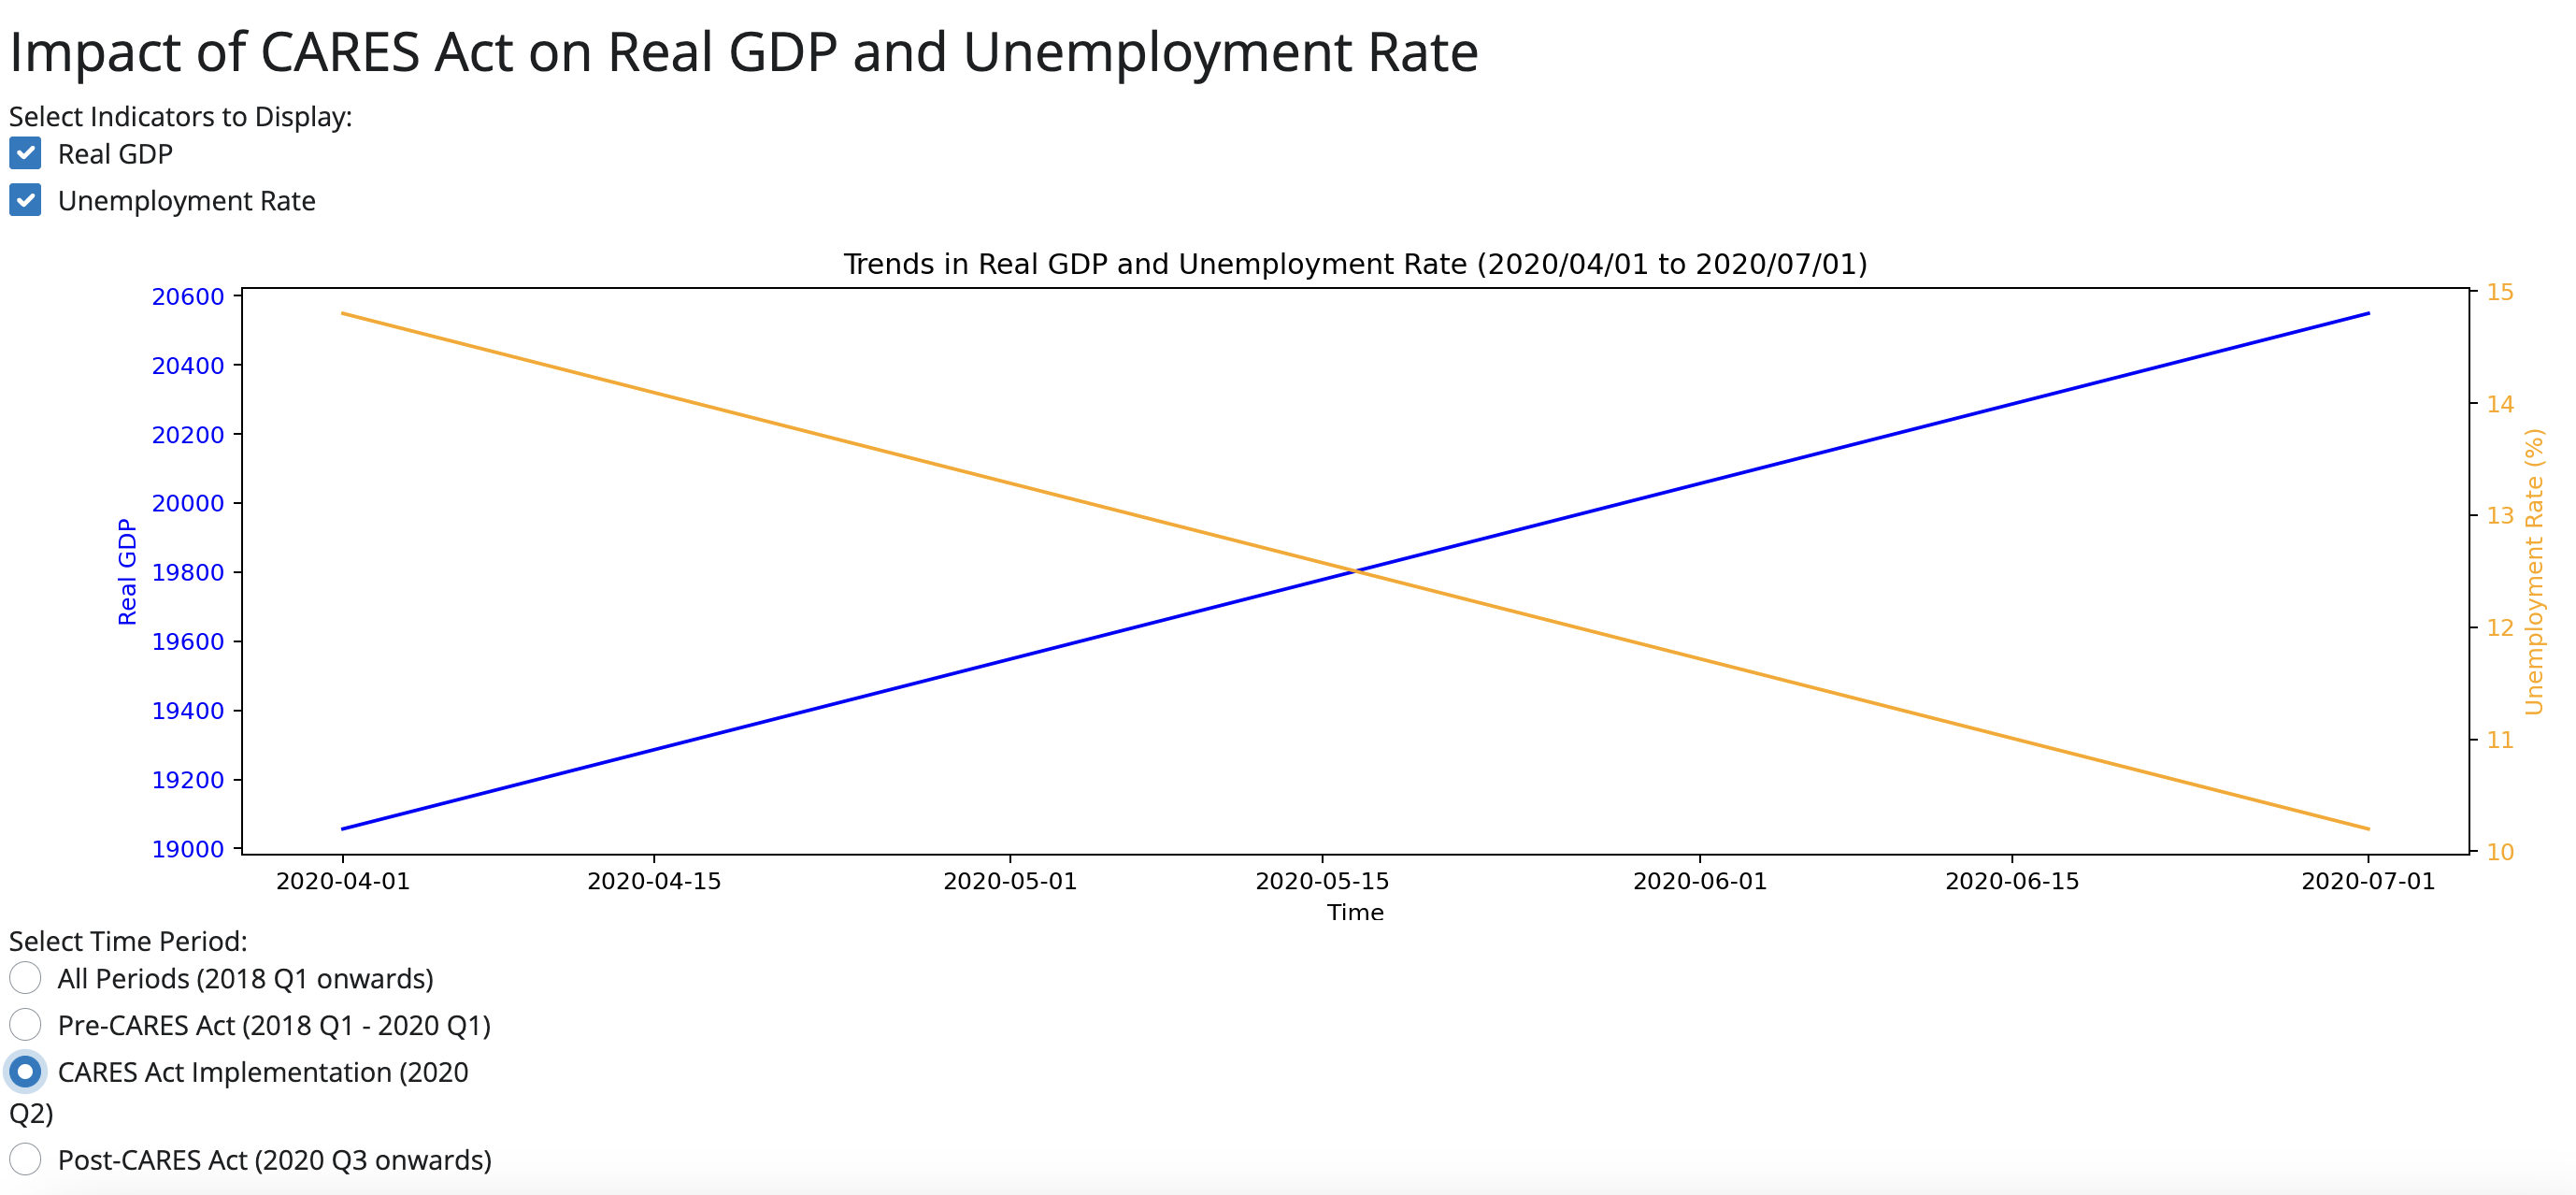 Impact of CARES Act on Real GDP and Unemployment Rate
Select Indicators to Display:
Real GDP
Unemployment Rate
Trends in Real GDP and Unemployment Rate (2020/04/01 to 2020/07/01)
20600
20400
20200
20000
19800
19600
19400
19200
19000
Real GDP
15
14
13
12
11
10
Unemployment Rate (%)
2020-04-01 2020-04-15 2020-05-01 2020-05-15 2020-06-01 2020-06-15 2020-07-01
Time
Select Time Period:
All Periods (2018 Q1 onwards)
Pre-CARES Act (2018 Q1 - 2020 Q1)
CARES Act Implementation (2020
Q2)
Post-CARES Act (2020 Q3 onwards)